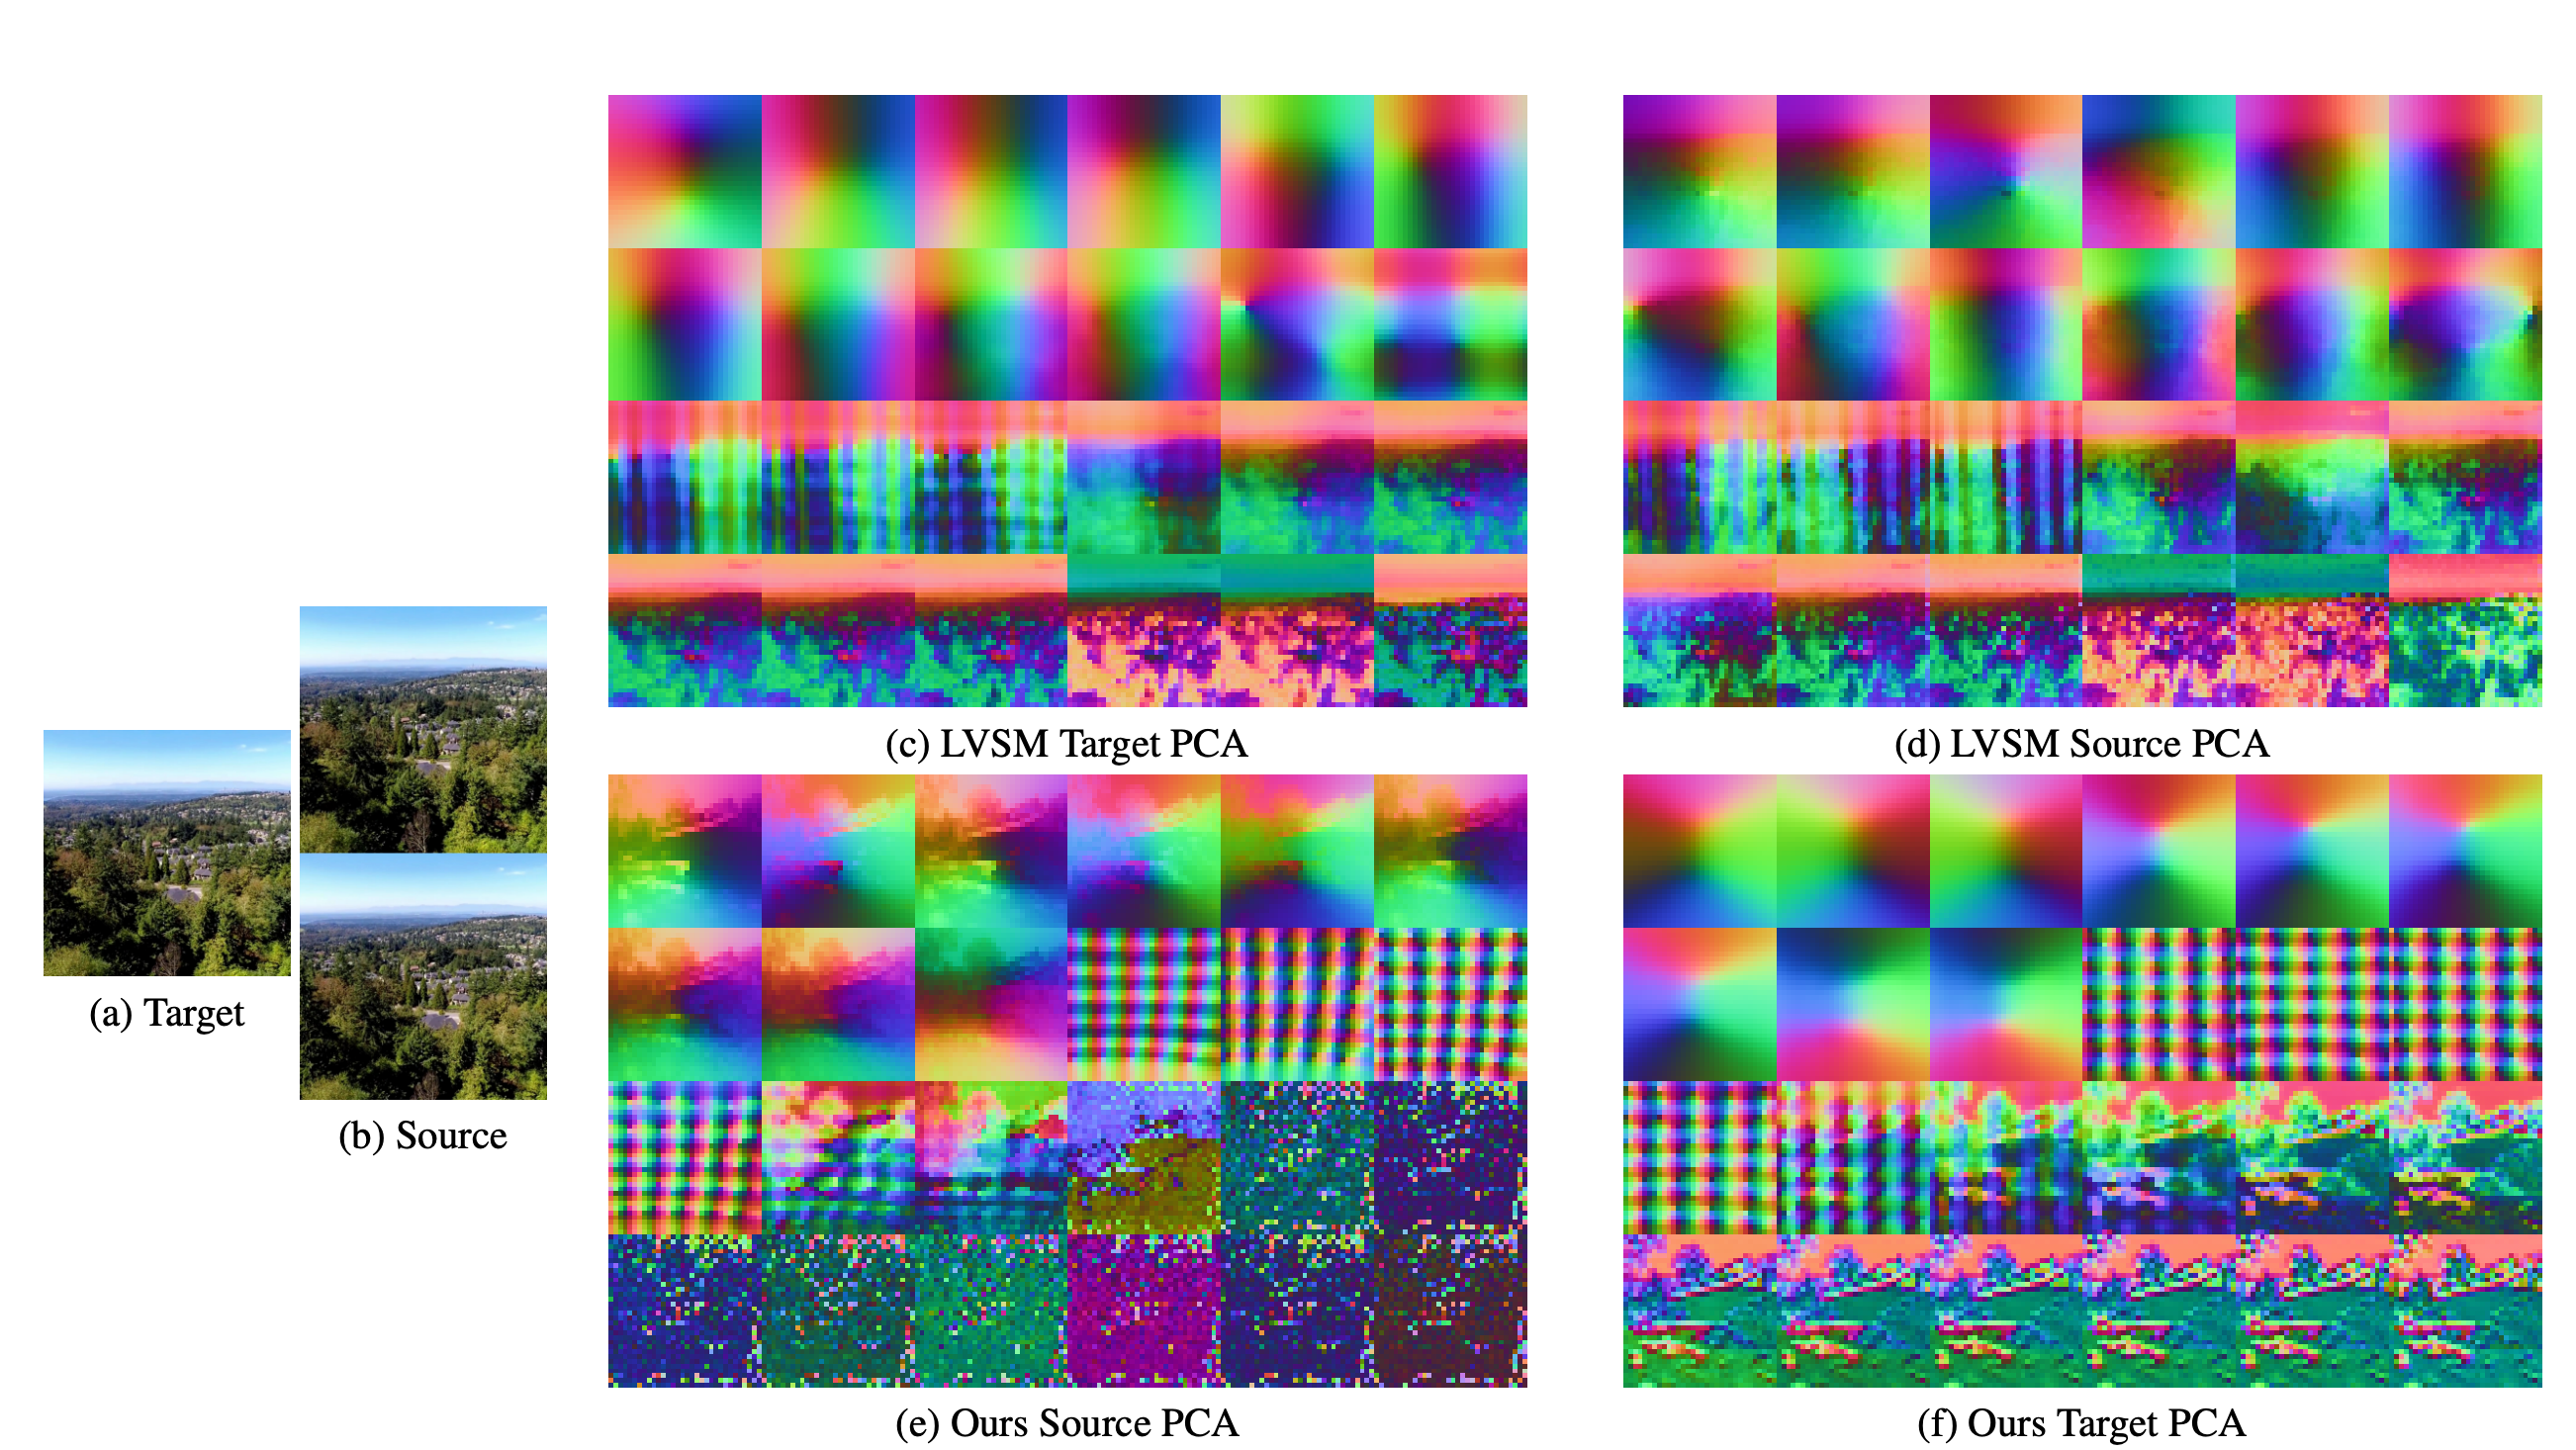 (a) Target
(b) Source
(c) LVSM Target PCA
(d) LVSM Source PCA
(e) Ours Source PCA
(f) Ours Target PCA